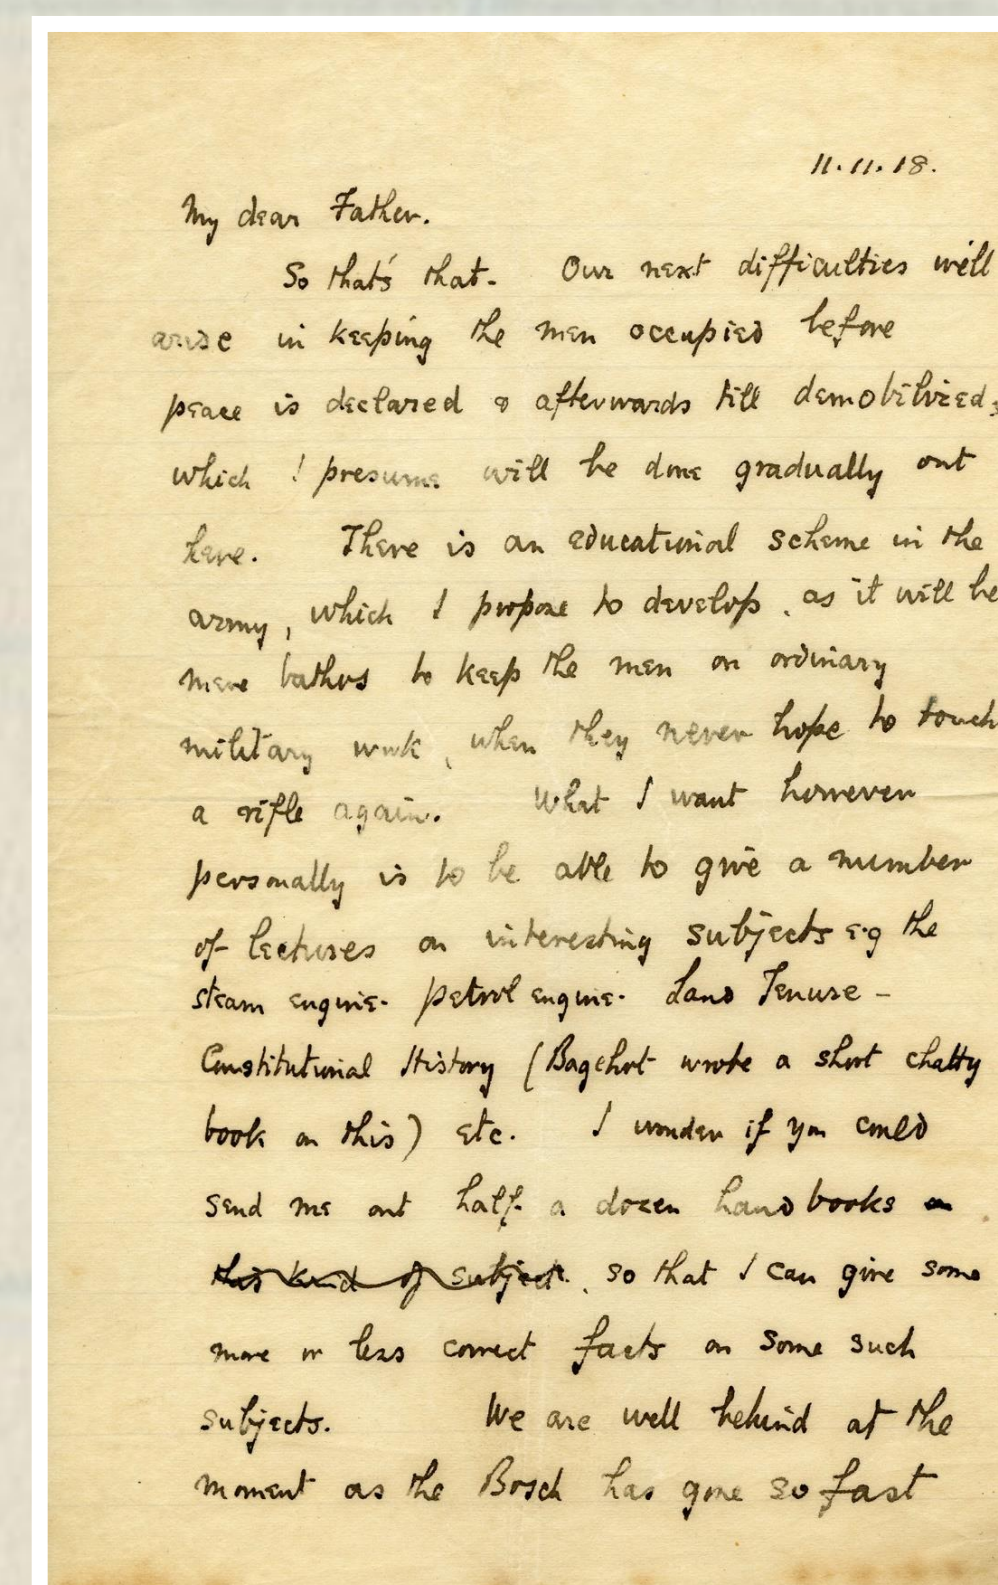 11.11.18.
My dear Father.
So that's that. Our next difficulties will
arise in keeping the men occupied before
peace is declared & afterwards till demobilized,
which I presume will be done gradually out
here. There is an educational scheme in the
army, which I propose to develop, as it will be
mere bathos to keep the men on ordinary
military work, when they never hope to touch
a rifle again. What I want however
personally is to be able to give a number
of lectures on interesting subjects e.g the
steam engine. petrol engine. Land Tenure -
Constitutional History (Bagehot wrote a short chatty
book on this) etc. I wonder if you could
send me out half a dozen handbooks on
this kind of subject. so that I can give some
more or less correct facts on some such
subjects. We are well behind at the
moment as the Bosch has gone so fast